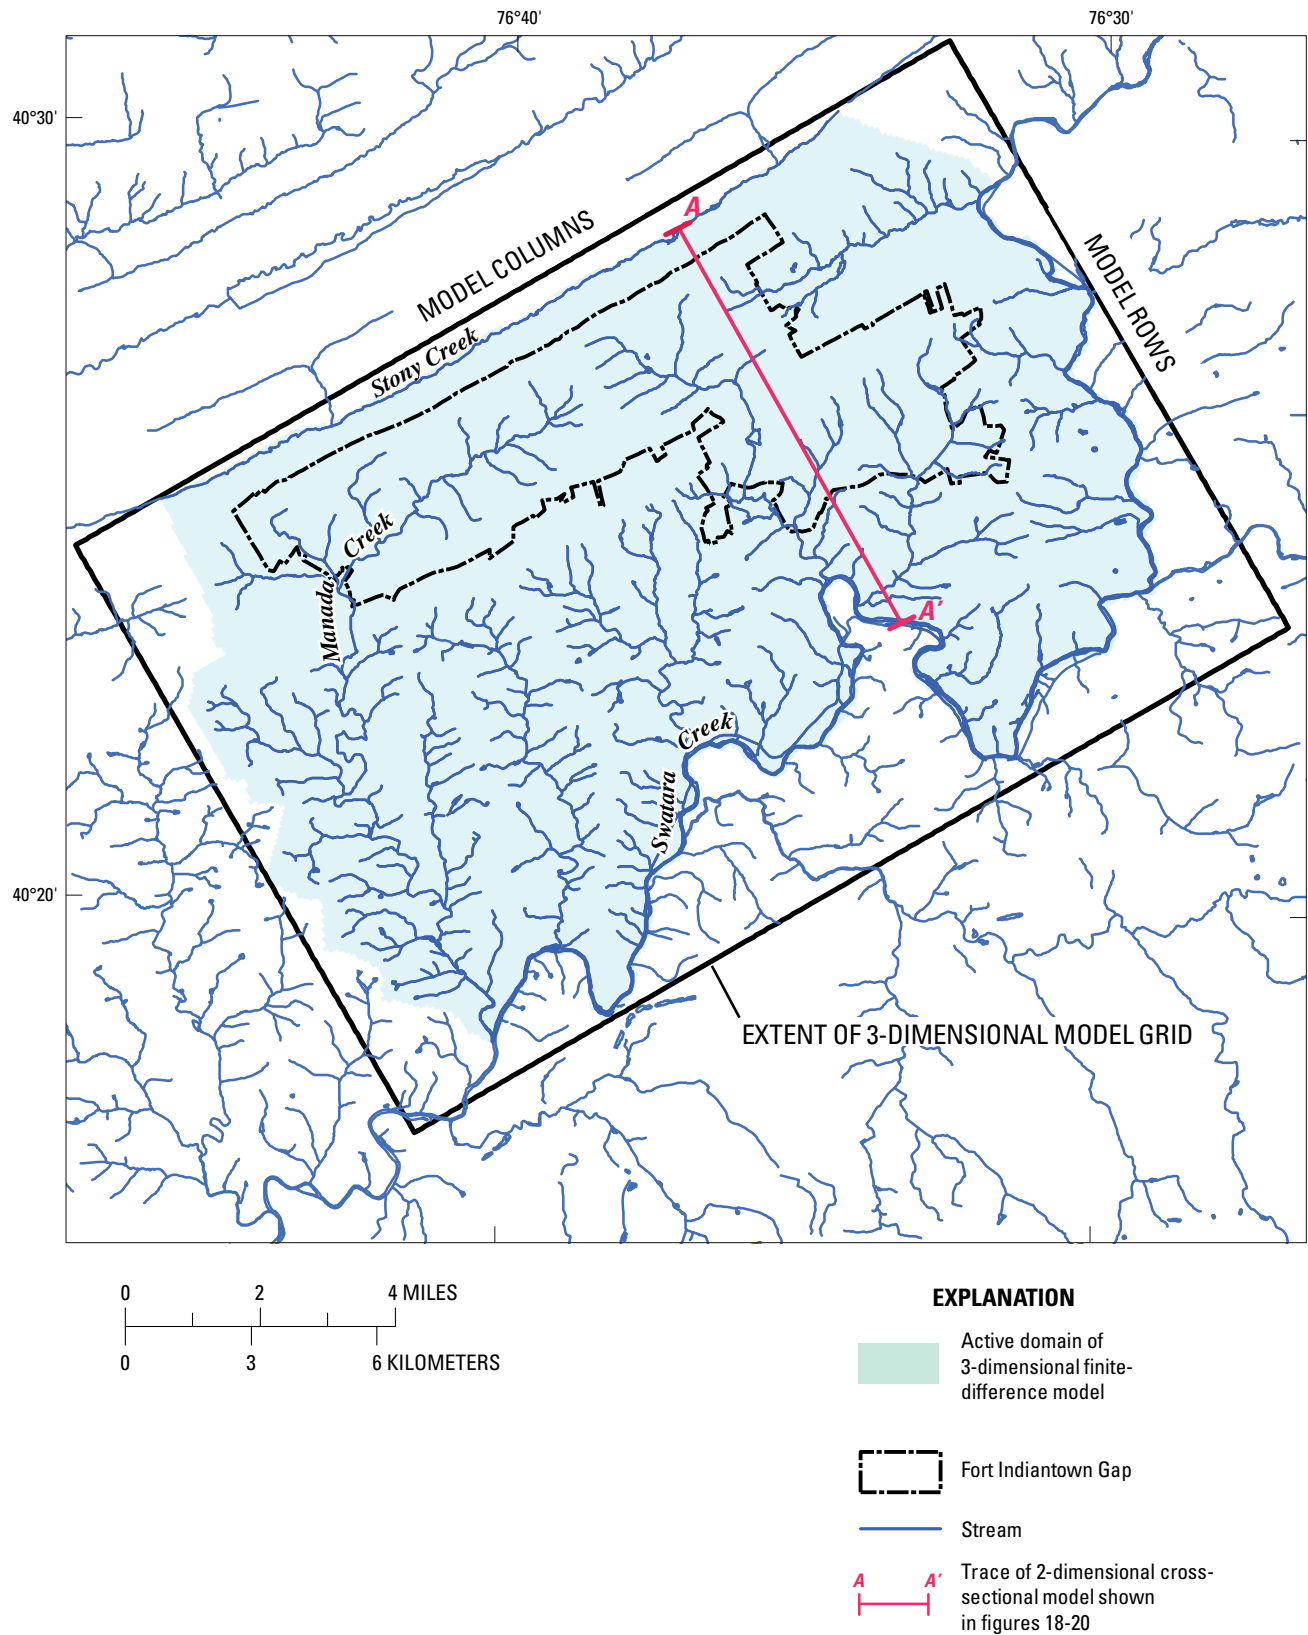 76°40'
76°30'
40°30'
A
MODEL COLUMNS
MODEL ROWS
Stony Creek
Creek
Manada
A′
Creek
Swatara
40°20'
EXTENT OF 3-DIMENSIONAL MODEL GRID
0 2 4 MILES
0 3 6 KILOMETERS
EXPLANATION
Active domain of
3-dimensional finite-
difference model
Fort Indiantown Gap
Stream
A A′
Trace of 2-dimensional cross-
sectional model shown
in figures 18-20